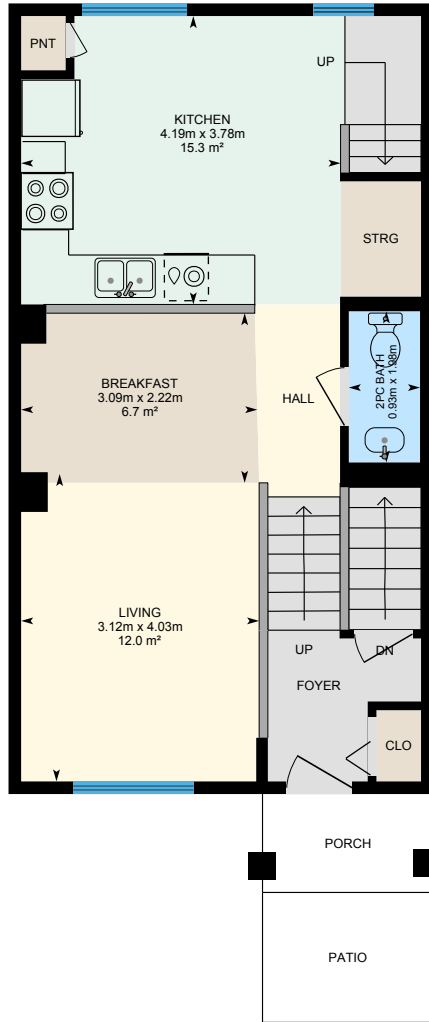 PNT
UP
KITCHEN
4.19m x 3.78m
15.3 m²
STRG
BREAKFAST
3.09m x 2.22m
6.7 m²
HALL
2PC BATH
0.93m x 1.98m
LIVING
3.12m x 4.03m
12.0 m²
UP
DN
FOYER
CLO
PORCH
PATIO